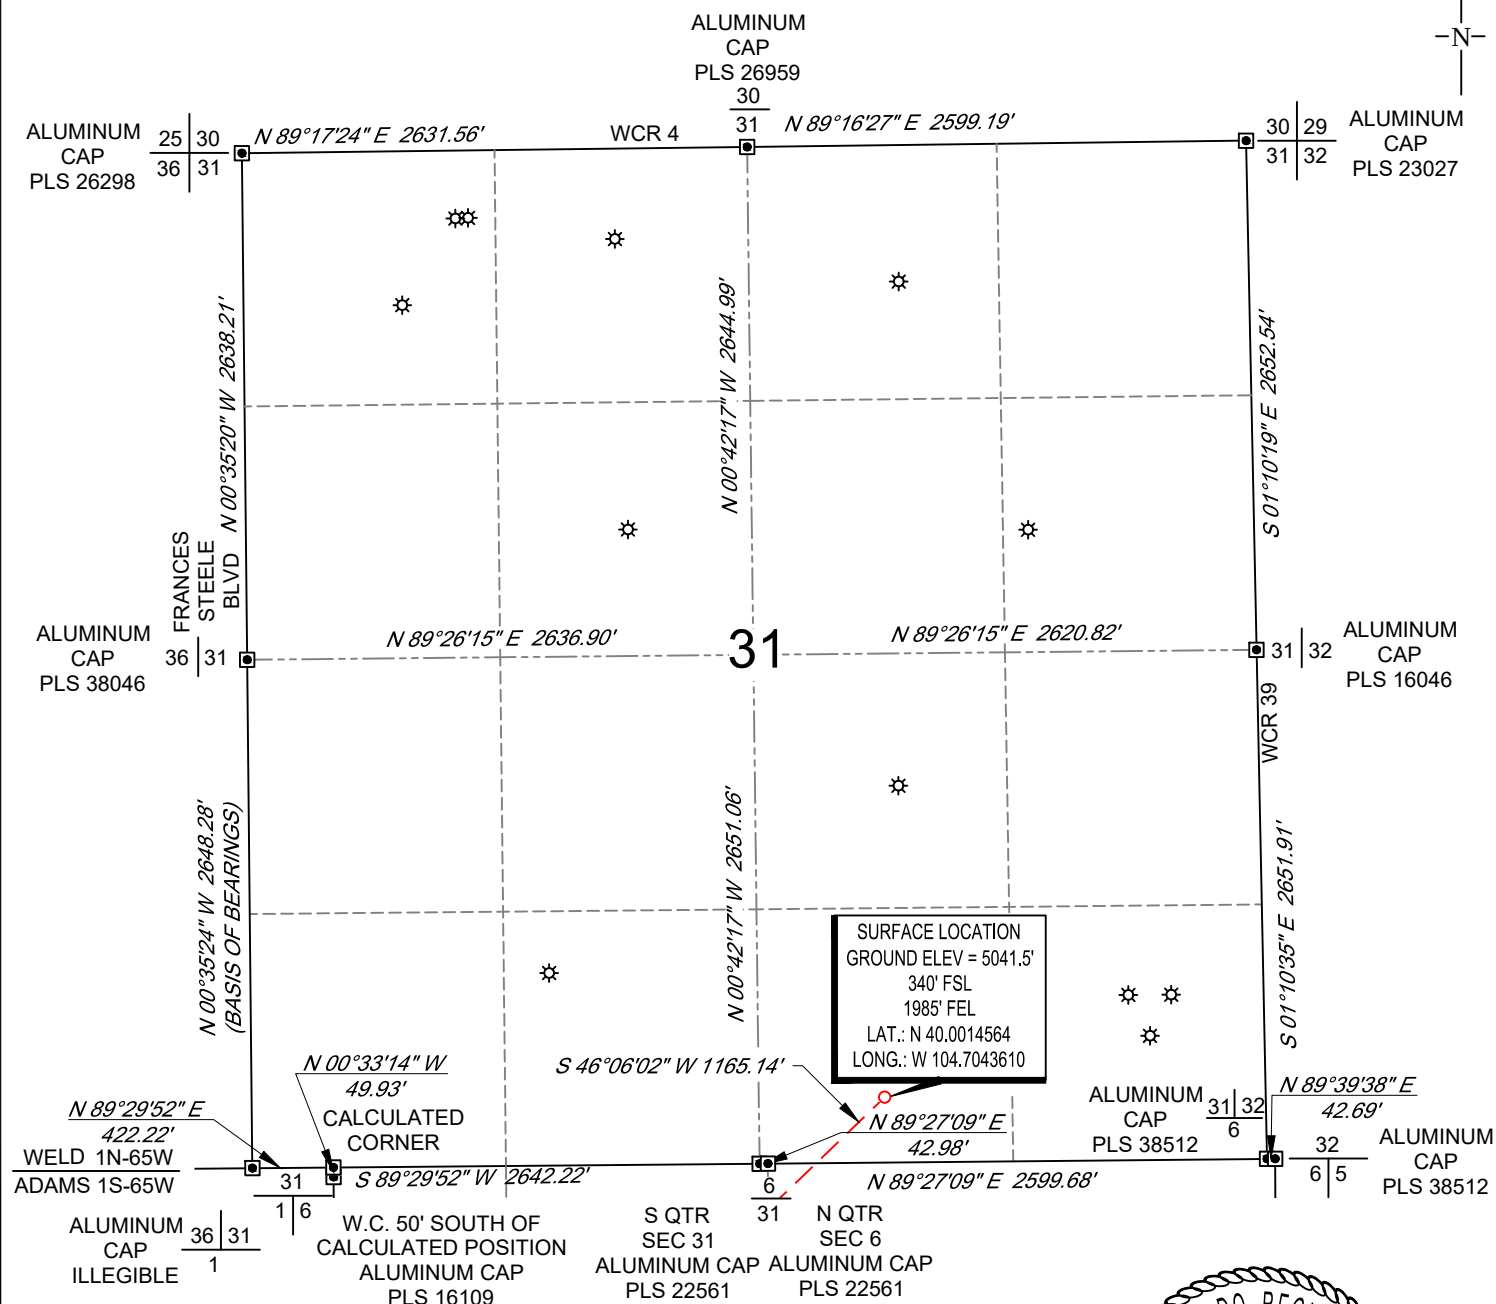 ALUMINUM
CAP
PLS 26959
30
31
N
ALUMINUM
CAP
PLS 26298
25 30
36 31
N 89°17'24" E 2631.56'
WCR 4
N 89°16'27" E 2599.19'
30 29
31 32
ALUMINUM
CAP
PLS 23027
N 00°35'20" W 2638.21'
N 00°42'17" W 2644.99'
S 01°10'19" E 2652.54'
FRANCES
STEELE
BLVD
ALUMINUM
CAP
PLS 38046
36 31
N 89°26'15" E 2636.90'
31
N 89°26'15" E 2620.82'
31 32
ALUMINUM
CAP
PLS 16046
WCR 39
N 00°35'24" W 2648.28'
(BASIS OF BEARINGS)
N 00°42'17" W 2651.06'
S 01°10'35" E 2651.91'
SURFACE LOCATION
GROUND ELEV = 5041.5'
340' FSL
1985' FEL
LAT.: N 40.0014564
LONG.: W 104.7043610
N 00°33'14" W
49.93'
S 46°06'02" W 1165.14'
N 89°29'52" E
422.22'
CALCULATED
CORNER
N 89°27'09" E
42.98'
ALUMINUM
CAP
PLS 38512
31 32
6
N 89°39'38" E
42.69'
WELD 1N-65W
ADAMS 1S-65W
31
1 6
S 89°29'52" W 2642.22'
6
31
N 89°27'09" E 2599.68'
32
6 5
ALUMINUM
CAP
PLS 38512
ALUMINUM
CAP
ILLEGIBLE
36 31
1
W.C. 50' SOUTH OF
CALCULATED POSITION
ALUMINUM CAP
PLS 16109
S QTR
SEC 31
ALUMINUM CAP
PLS 22561
N QTR
SEC 6
ALUMINUM CAP
PLS 22561